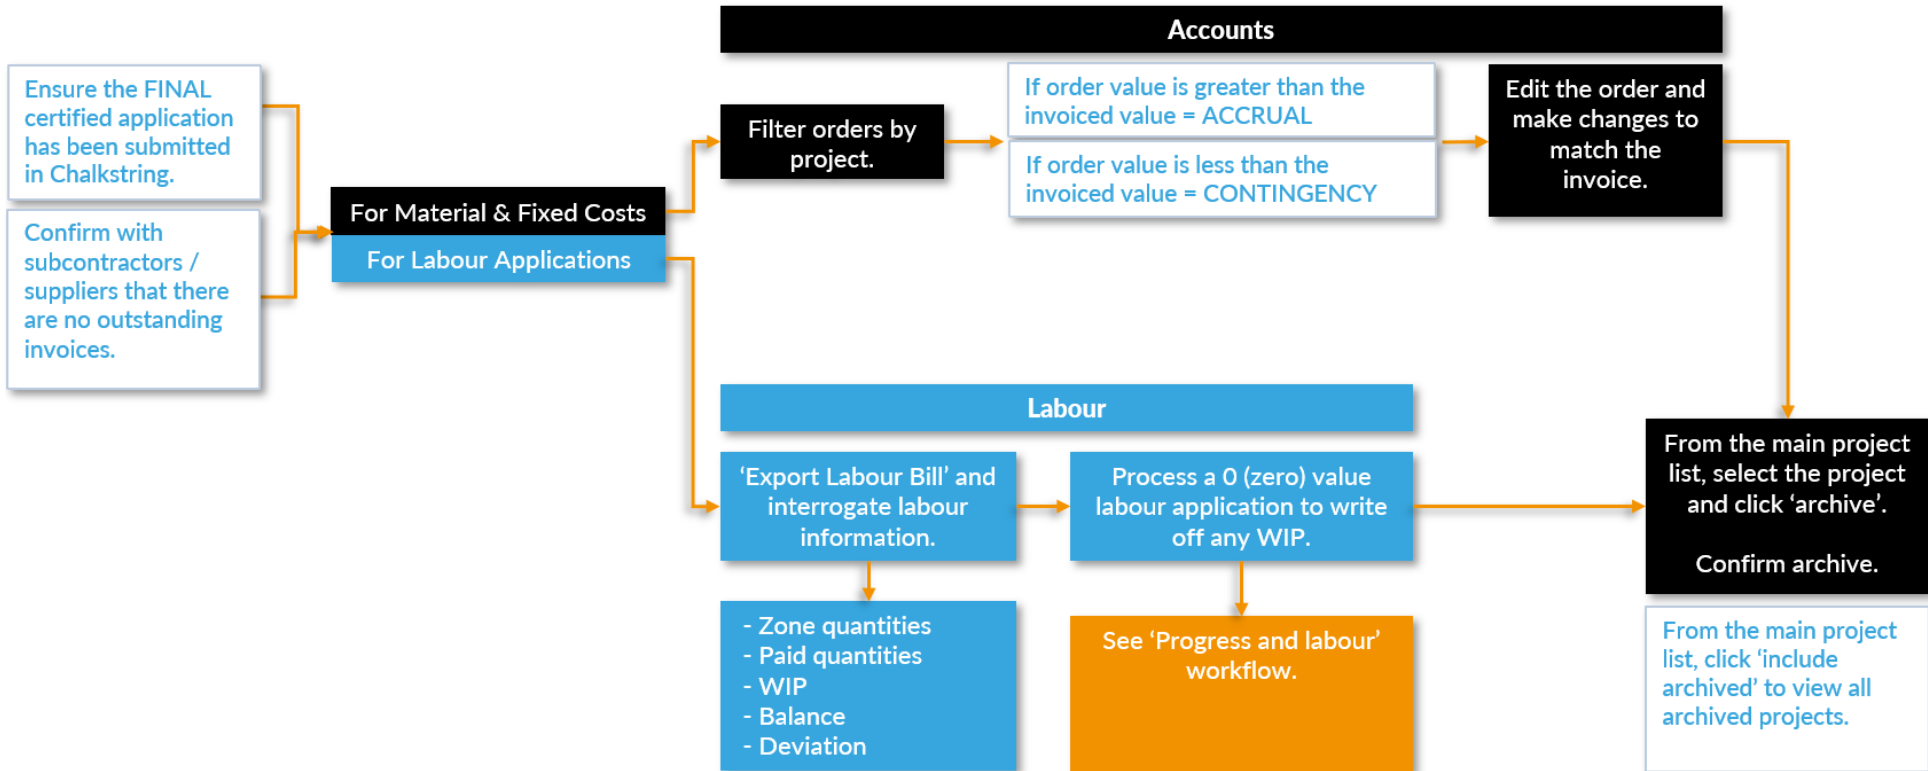 Accounts
Ensure the FINAL
certified application
has been submitted
in Chalkstring.
Confirm with
subcontractors /
suppliers that there
are no outstanding
invoices.
For Material & Fixed Costs
For Labour Applications
Filter orders by
project.
If order value is greater than the
invoiced value = ACCRUAL
If order value is less than the
invoiced value = CONTINGENCY
Edit the order and
make changes to
match the
invoice.
Labour
‘Export Labour Bill’ and
interrogate labour
information.
- Zone quantities
- Paid quantities
- WIP
- Balance
- Deviation
Process a 0 (zero) value
labour application to write
off any WIP.
See ‘Progress and labour’
workflow.
From the main project
list, select the project
and click ‘archive’.
Confirm archive.
From the main project
list, click ‘include
archived’ to view all
archived projects.